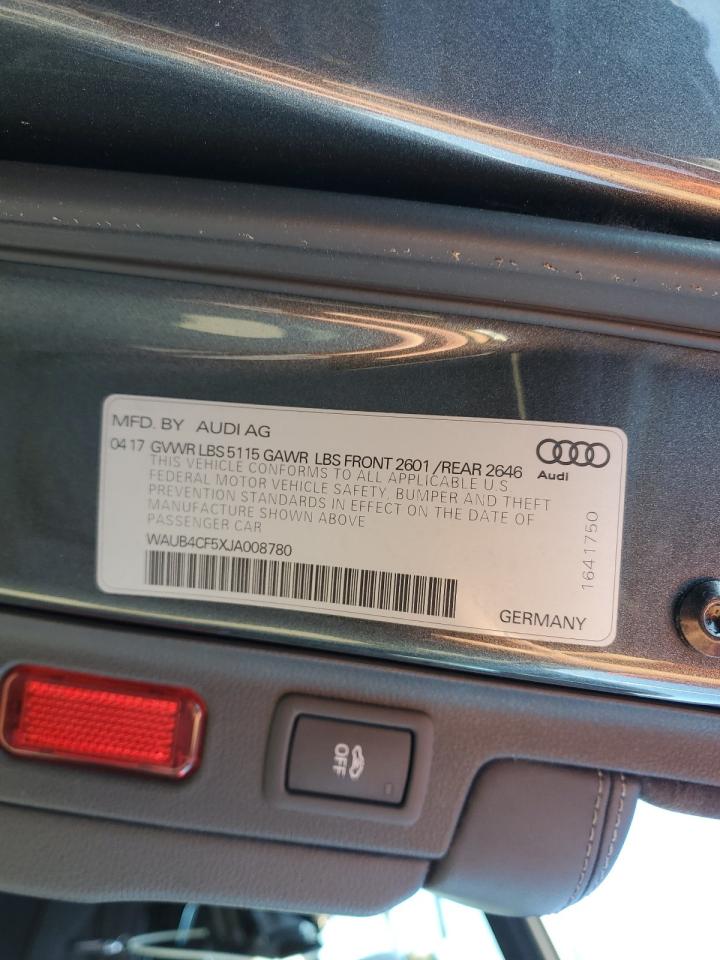 MFD. BY AUDI AG
04 17 GVWR LBS 5115 GAWR LBS FRONT 2601 / REAR 2646
THIS VEHICLE CONFORMS TO ALL APPLICABLE U.S
FEDERAL MOTOR VEHICLE SAFETY, BUMPER AND THEFT
PREVENTION STANDARDS IN EFFECT ON THE DATE OF
MANUFACTURE SHOWN ABOVE
PASSENGER CAR
WAUB4CF5XJA008780
Audi
1641750
GERMANY
OFF